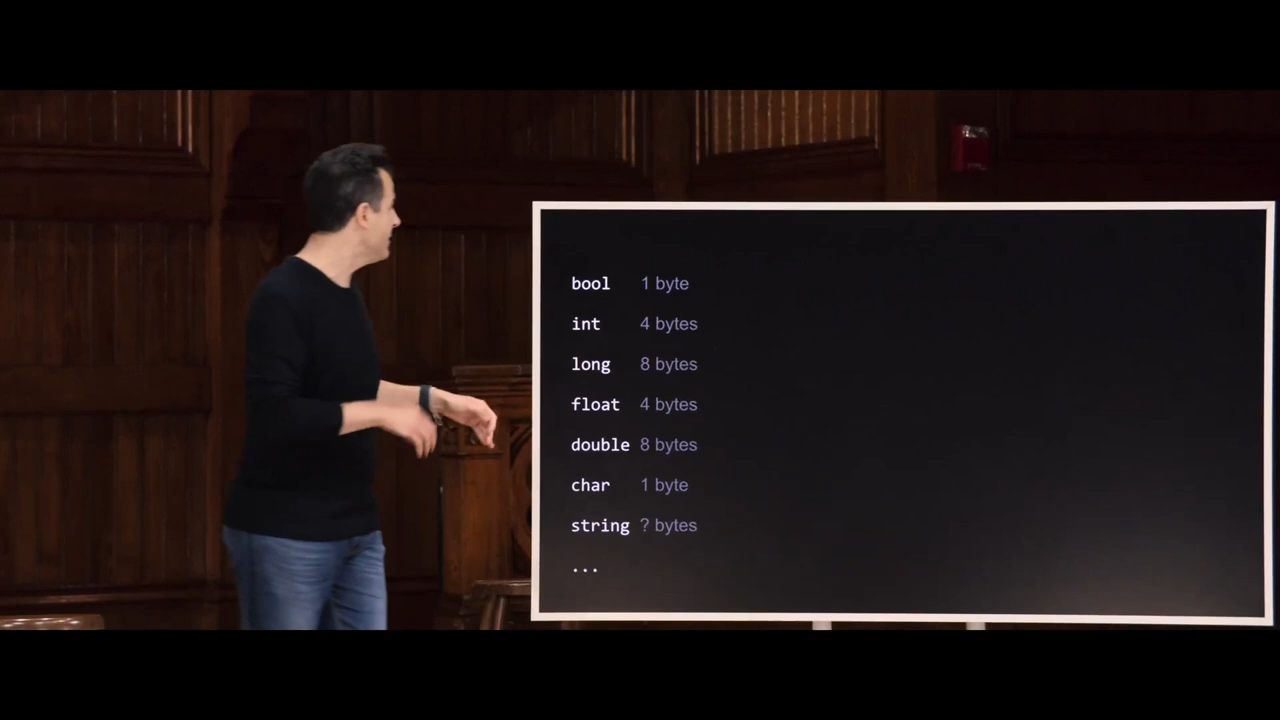 bool 1 byte
int 4 bytes
long 8 bytes
float 4 bytes
double 8 bytes
char 1 byte
string ? bytes
...